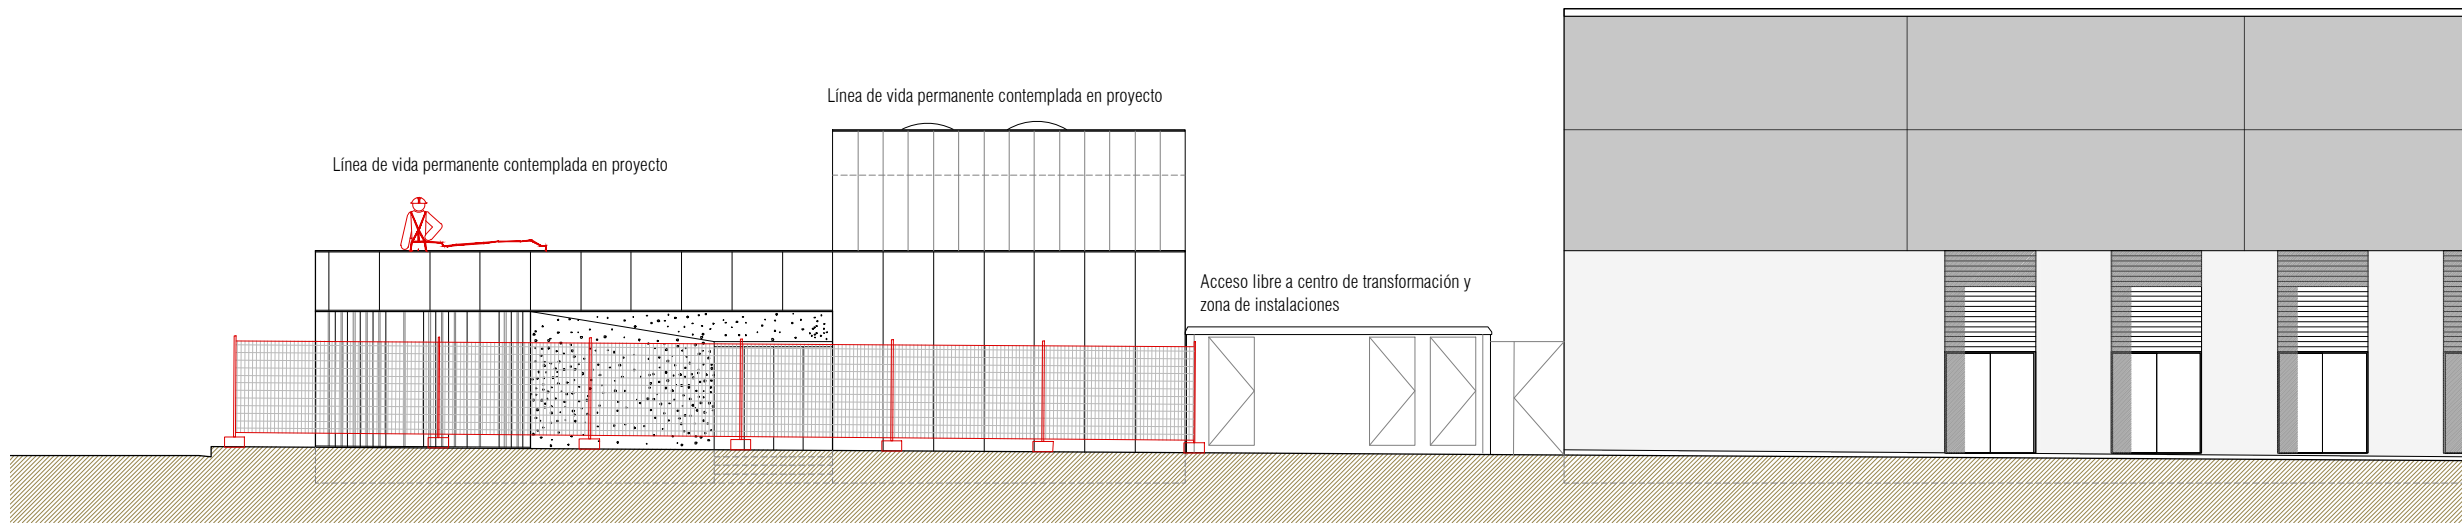 Línea de vida permanente contemplada en proyecto
Línea de vida permanente contemplada en proyecto
Acceso libre a centro de transformación y
zona de instalaciones